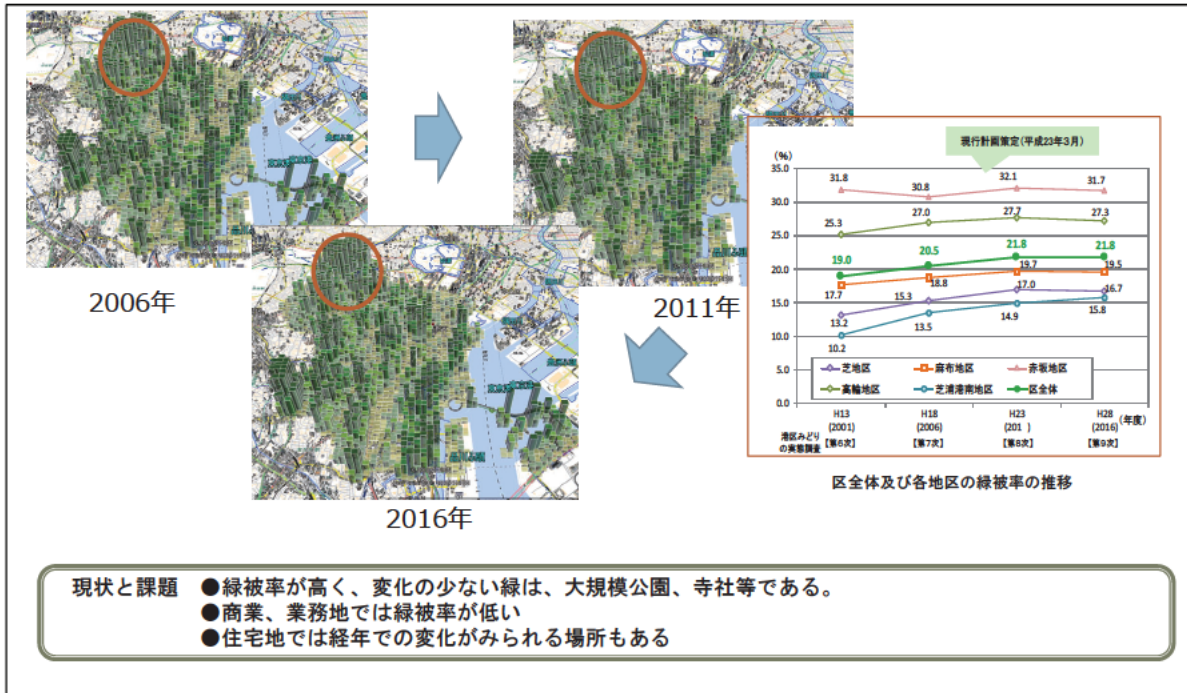 2006年
2011年
2016年
現行計画策定(平成23年3月)
(%)
35.0
30.0
25.0
20.0
15.0
10.0
5.0
0.0
31.8
30.8
32.1
31.7
25.3
27.0
27.7
27.3
19.0
20.5
21.8
21.8
17.7
18.8
19.7
19.5
13.2
15.3
17.0
16.7
10.2
13.5
14.9
15.8
芝地区 麻布地区 赤坂地区
高輪地区 芝浦港南地区 区全体
H13 H18 H23 H28
(2001) (2006) (201 ) (2016) (年度)
港区みどりの実態調査 【第6次】 【第7次】 【第8次】 【第9次】
区全体及び各地区の緑被率の推移
現状と課題 ●緑被率が高く、変化の少ない緑は、大規模公園、寺社等である。
●商業、業務地では緑被率が低い
●住宅地では経年での変化がみられる場所もある